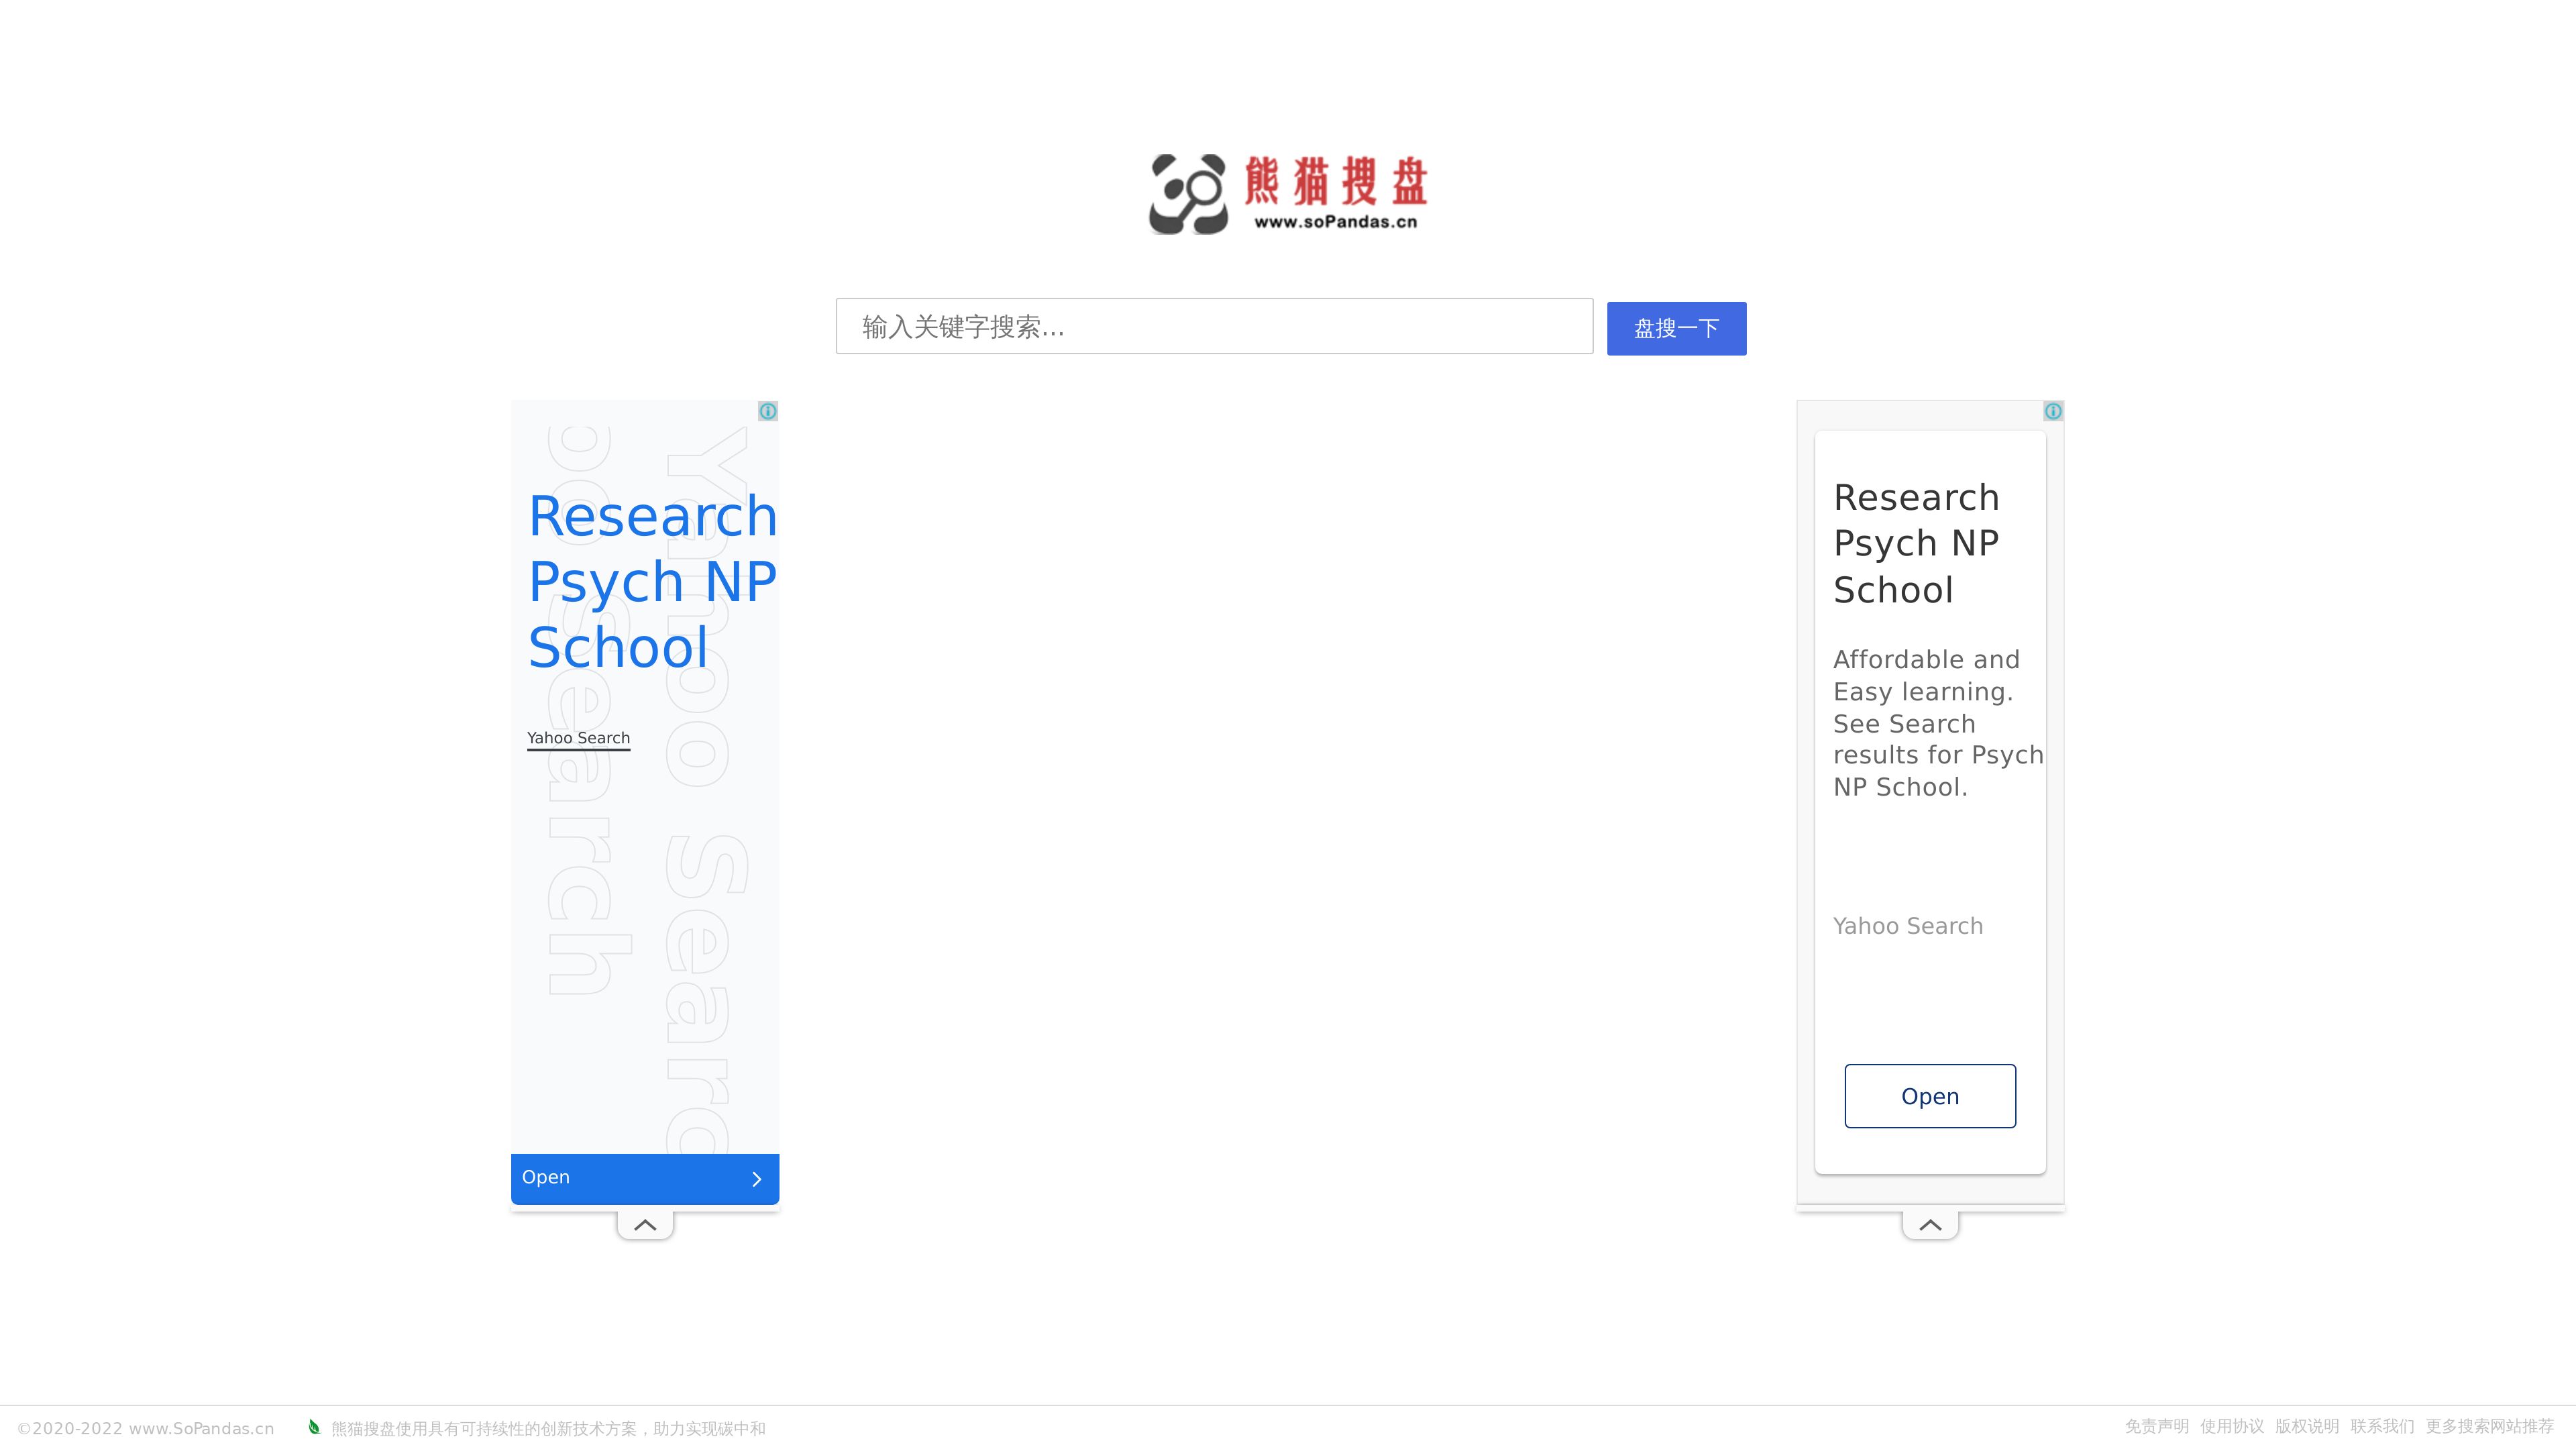 熊猫搜盘
www.soPandas.cn
输入关键字搜索...
盘搜一下
Research
Psych NP
School
Yahoo Search
Yahoo Search
oo Search
Open
Research
Psych NP
School
Affordable and
Easy learning.
See Search
results for Psych
NP School.
Yahoo Search
Open
©2020-2022 www.SoPandas.cn
熊猫搜盘使用具有可持续性的创新技术方案，助力实现碳中和
免责声明 使用协议 版权说明 联系我们 更多搜索网站推荐